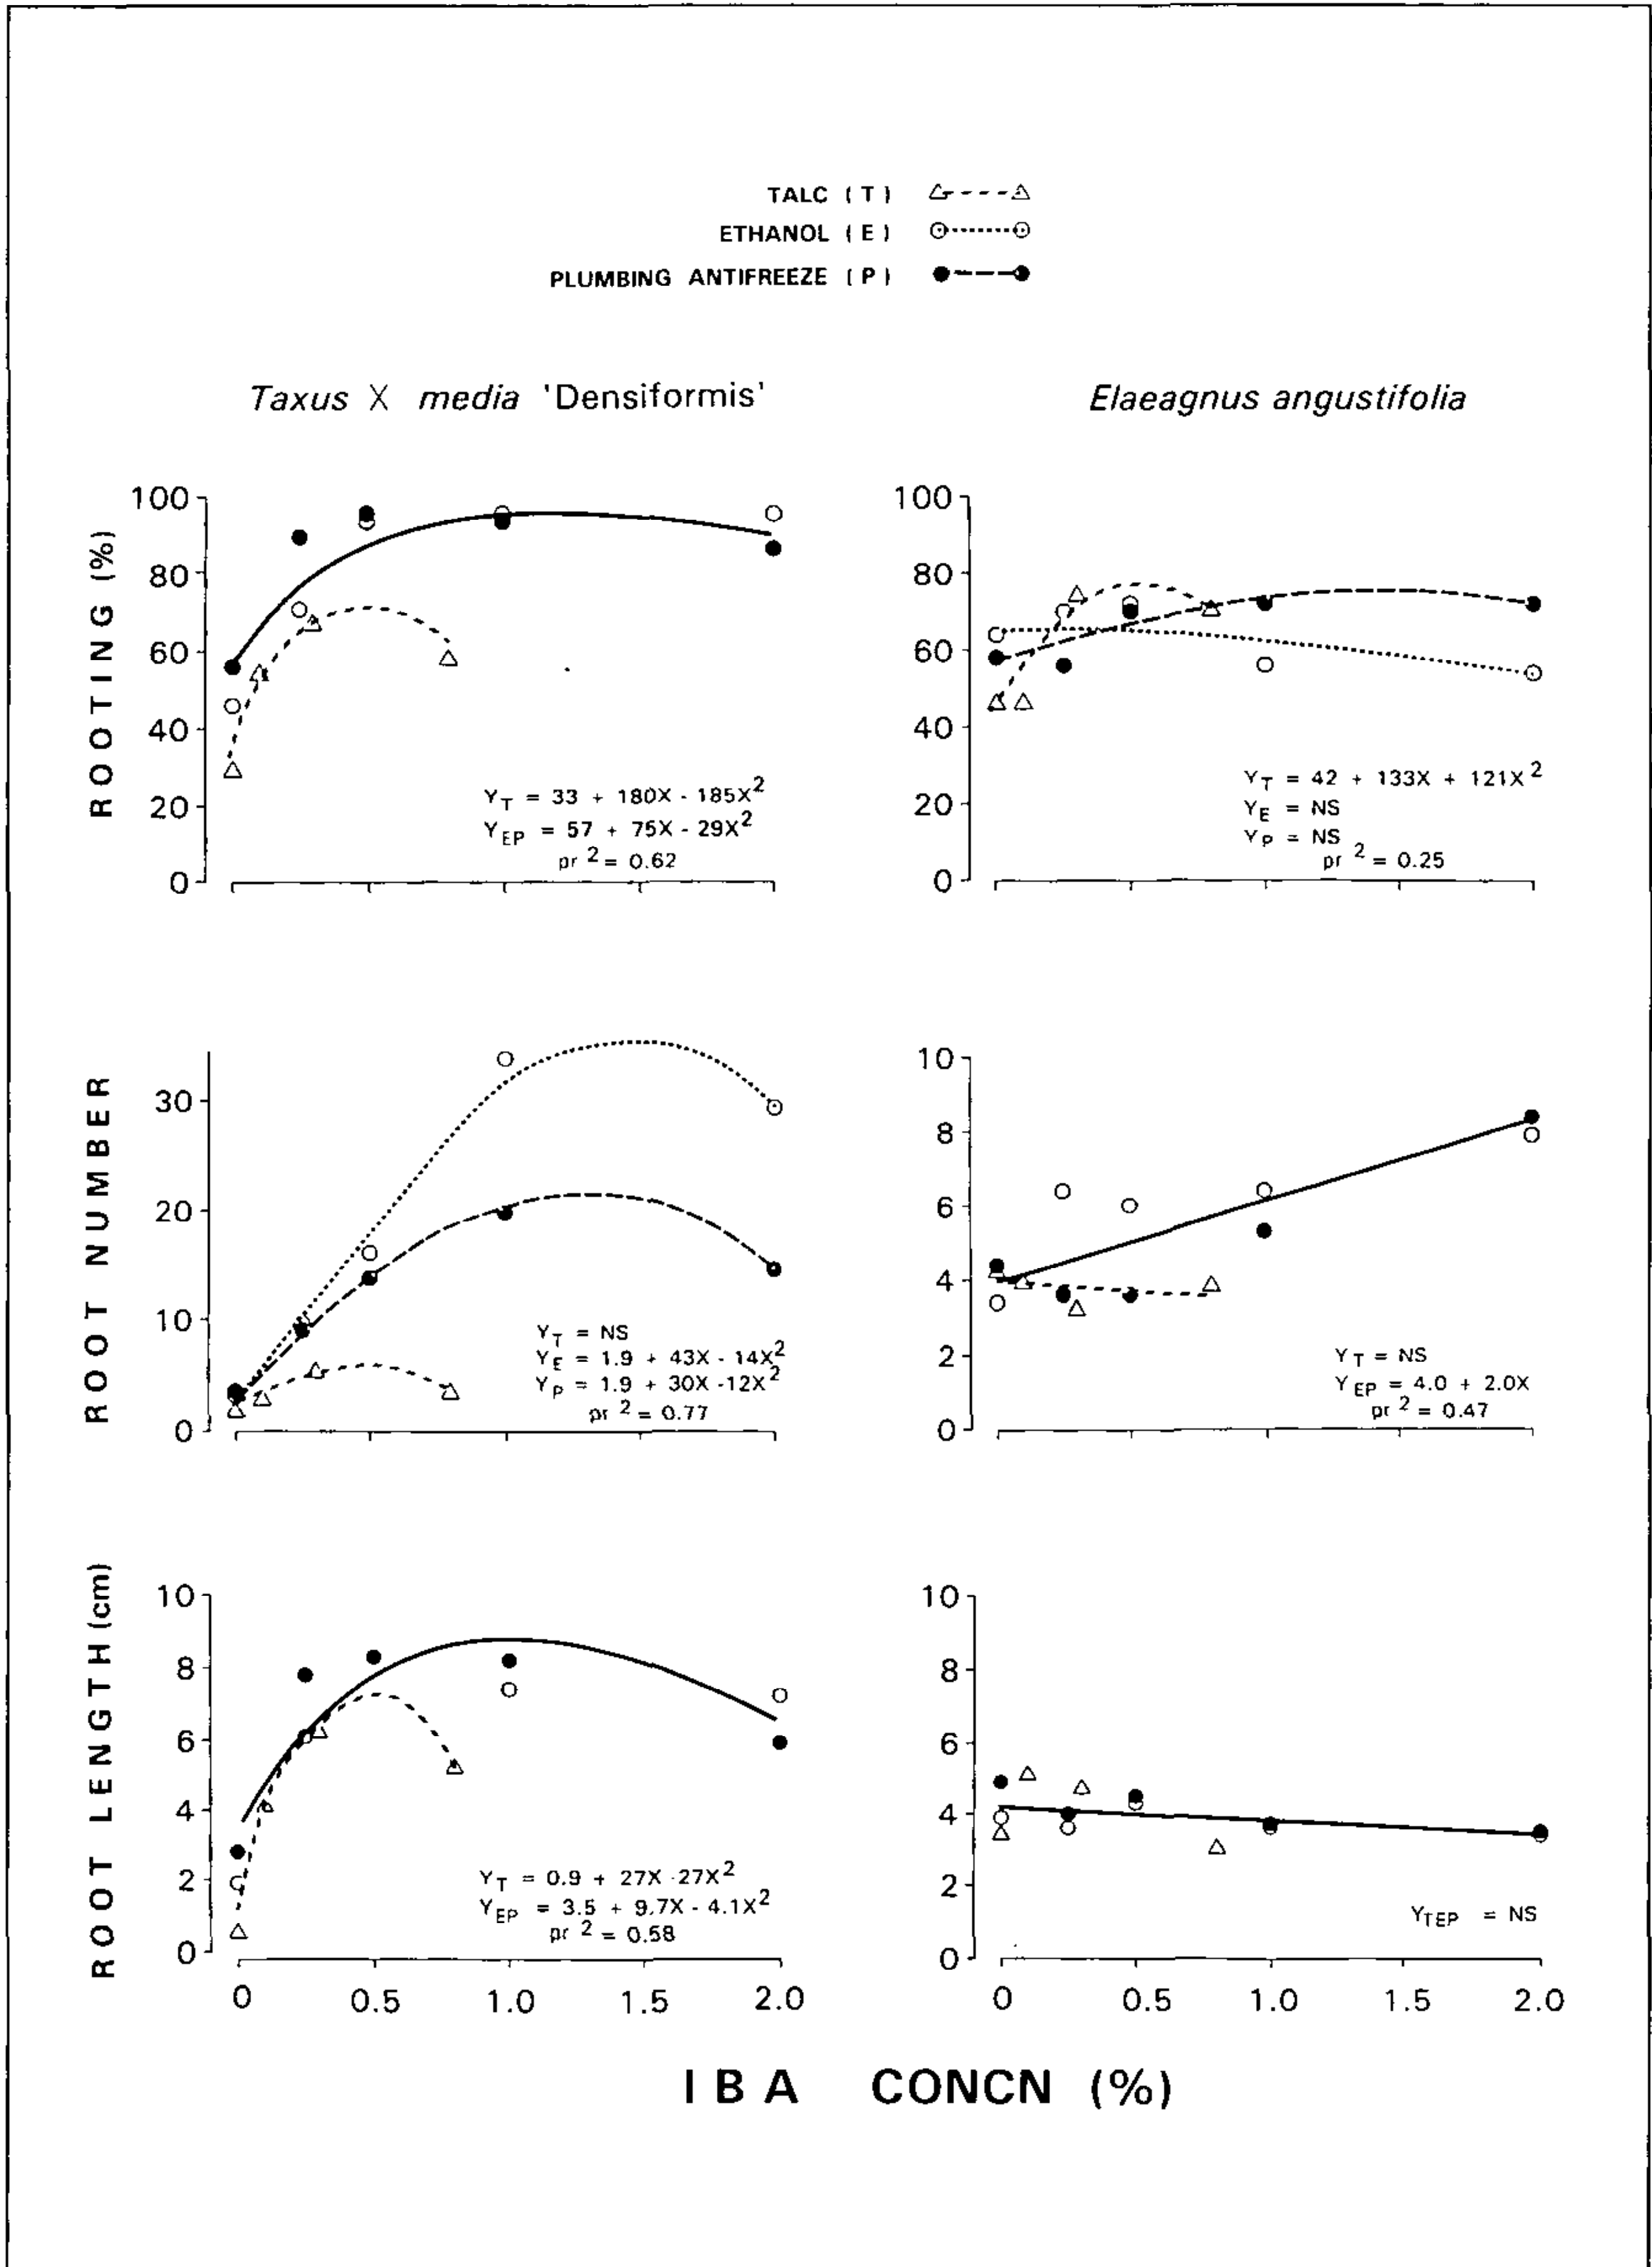 TALC (T)
ETHANOL (E)
PLUMBING ANTIFREEZE (P)
Taxus X media 'Densiformis'
Elaeagnus angustifolia
ROOTING (%)
100
80
60
40
20
0
Y_T = 33 + 180X - 185X²
Y_EP = 57 + 75X - 29X²
pr² = 0.62
100
80
60
40
20
0
Y_T = 42 + 133X + 121X²
Y_E = NS
Y_P = NS
pr² = 0.25
ROOT NUMBER
30
20
10
0
Y_T = NS
Y_E = 1.9 + 43X - 14X²
Y_P = 1.9 + 30X -12X²
pr² = 0.77
10
8
6
4
2
0
Y_T = NS
Y_EP = 4.0 + 2.0X
pr² = 0.47
ROOT LENGTH (cm)
10
8
6
4
2
0
Y_T = 0.9 + 27X -27X²
Y_EP = 3.5 + 9.7X - 4.1X²
pr² = 0.58
0 0.5 1.0 1.5 2.0
10
8
6
4
2
0
Y_TEP = NS
0 0.5 1.0 1.5 2.0
IBA CONCN (%)